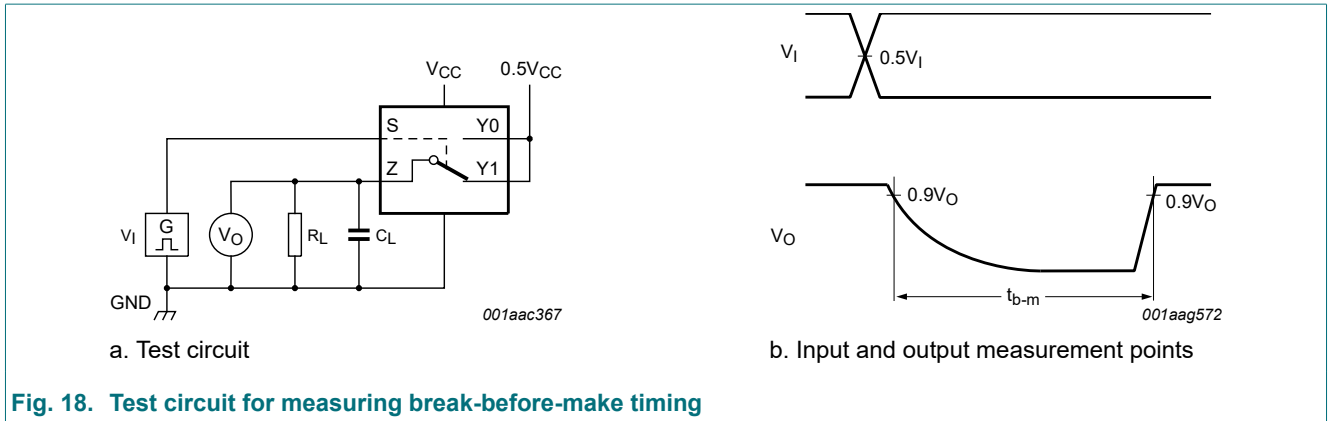 VCC 0.5VCC
S Y0
Z Y1
VI G VO RL CL
GND
001aac367
a. Test circuit
VI 0.5VI
0.9VO 0.9VO
VO
tb-m
001aag572
b. Input and output measurement points
Fig. 18. Test circuit for measuring break-before-make timing